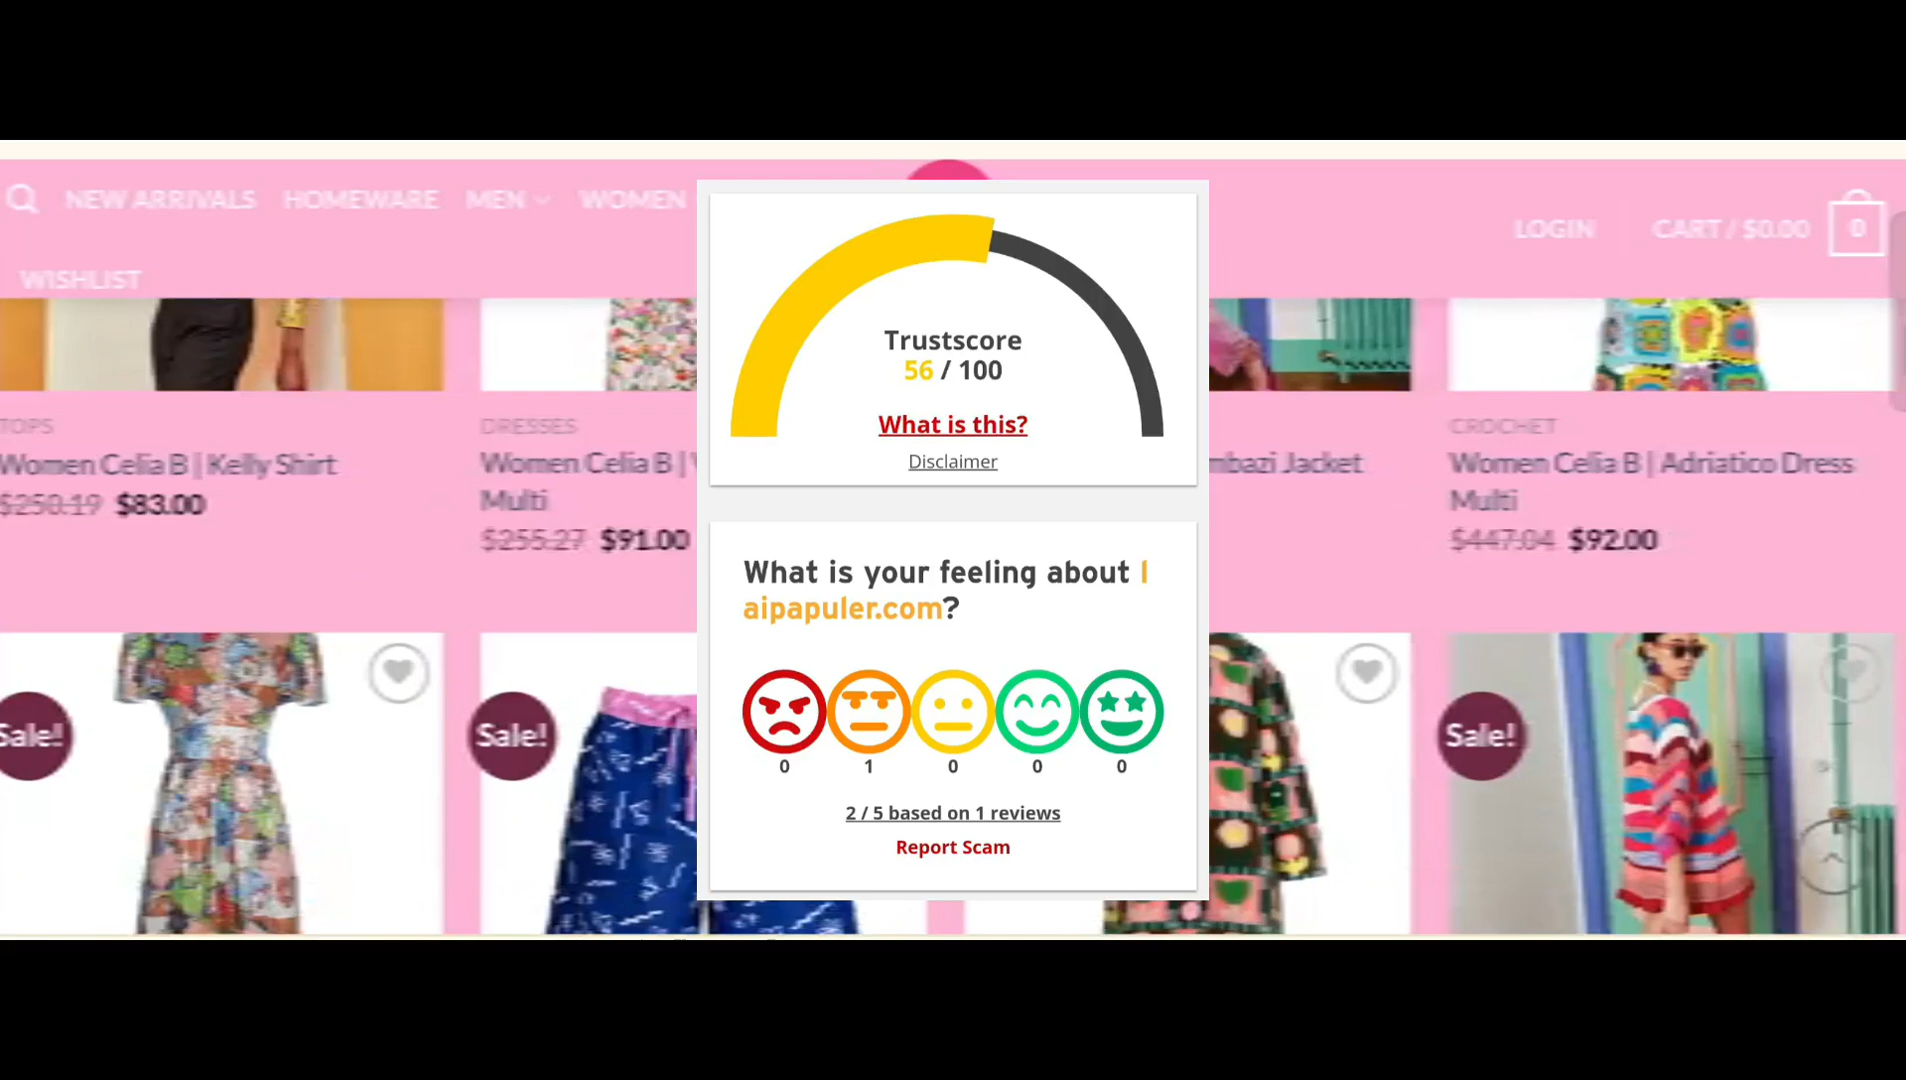 NEW ARRIVALS
HOMEWARE
MEN
WOMEN
LOGIN
CART / $0.00
0
WISHLIST
TOPS
Women Celia B | Kelly Shirt
$250.19 $83.00
DRESSES
Women Celia B |
Multi
$255.27 $91.00
Jacket
CROCHET
Women Celia B | Adriatico Dress
Multi
$447.04 $92.00
Sale!
Sale!
Sale!
Trustscore
56 / 100
What is this?
Disclaimer
What is your feeling about l
aipapuler.com?
0
1
0
0
0
2 / 5 based on 1 reviews
Report Scam